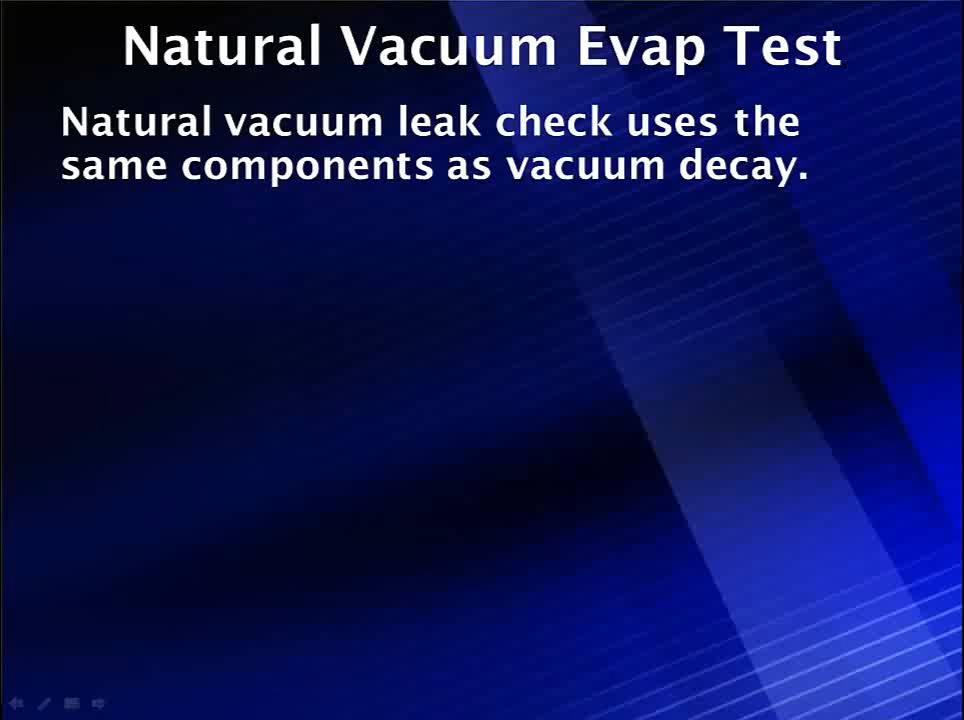 Natural Vacuum Evap Test
Natural vacuum leak check uses the
same components as vacuum decay.